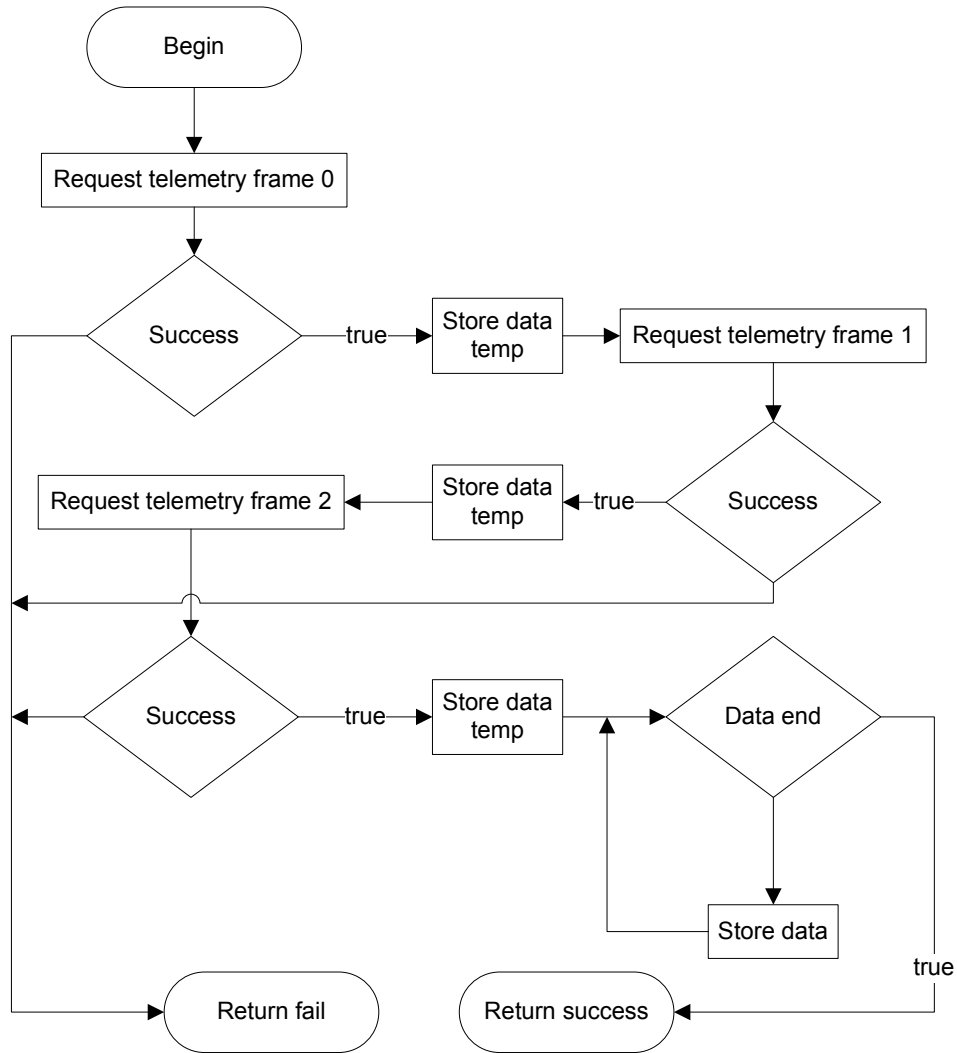 Begin
Request telemetry frame 0
Success
true
Store data
temp
Request telemetry frame 1
Success
true
Store data
temp
Request telemetry frame 2
Success
true
Store data
temp
Data end
Store data
true
Return fail
Return success